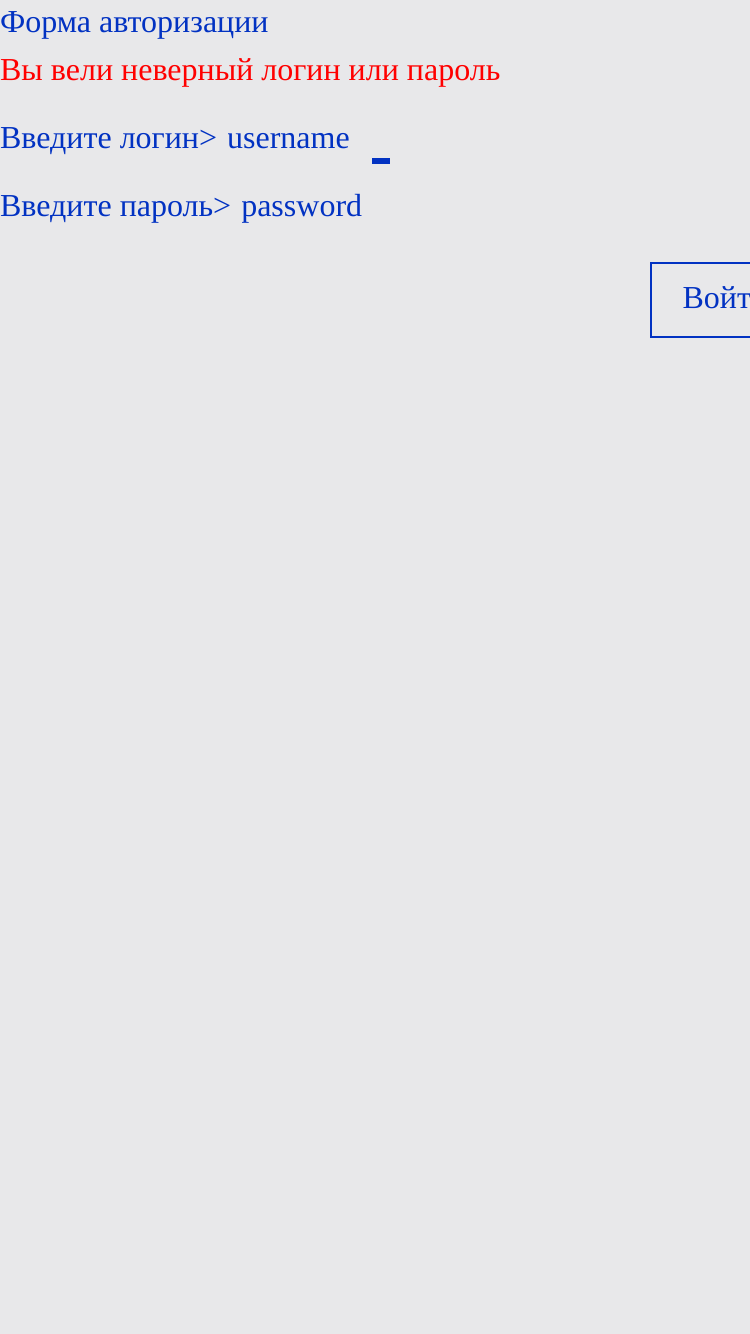 Форма авторизации
Вы вели неверный логин или пароль
Введите логин> username
Введите пароль> password
Войт